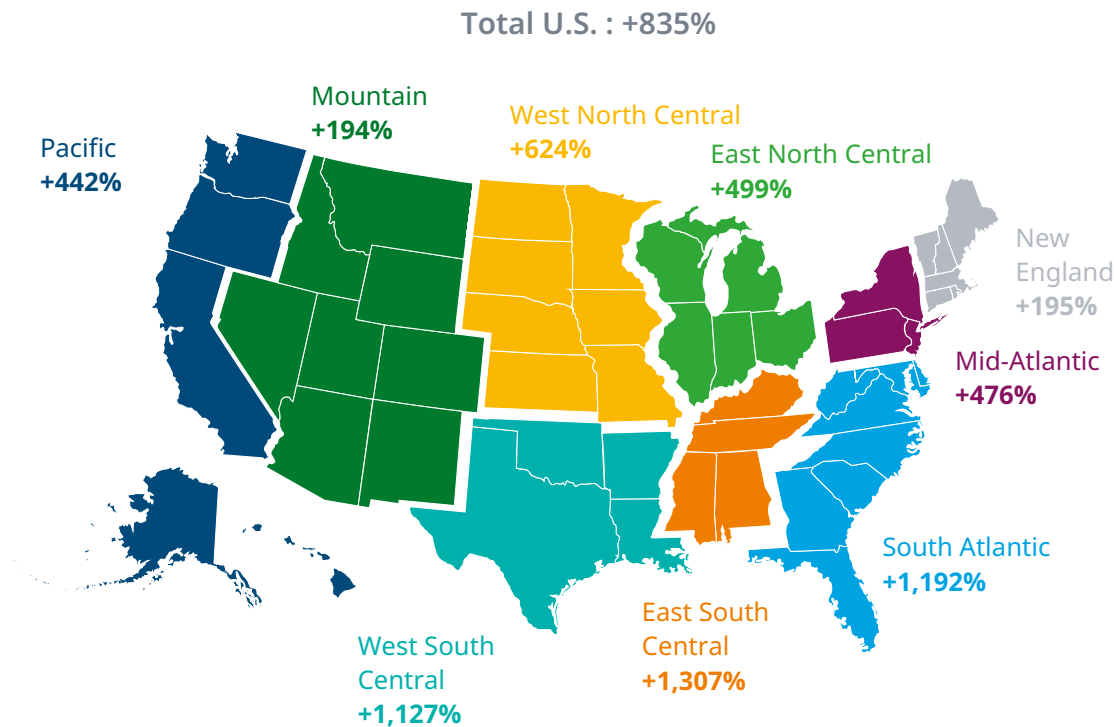 Total U.S. : +835%
Mountain
+194%
West North Central
+624%
Pacific
+442%
East North Central
+499%
New
England
+195%
Mid-Atlantic
+476%
South Atlantic
+1,192%
East South
Central
+1,307%
West South
Central
+1,127%